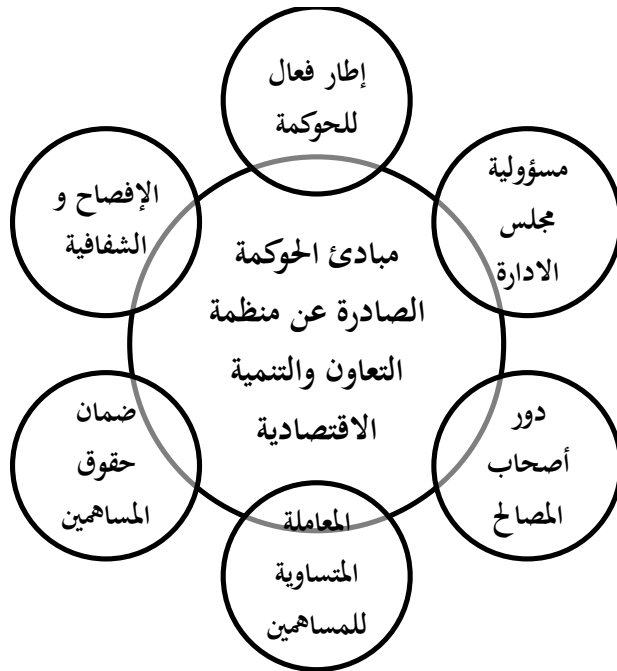 إطار فعال
للحوكمة
مسؤولية
مجلس
الادارة
الإفصاح و
الشفافية
مبادئ الحوكمة
الصادرة عن منظمة
التعاون والتنمية
الاقتصادية
دور
أصحاب
المصالح
ضمان
حقوق
المساهمين
المعاملة
المتساوية
للمساهمين